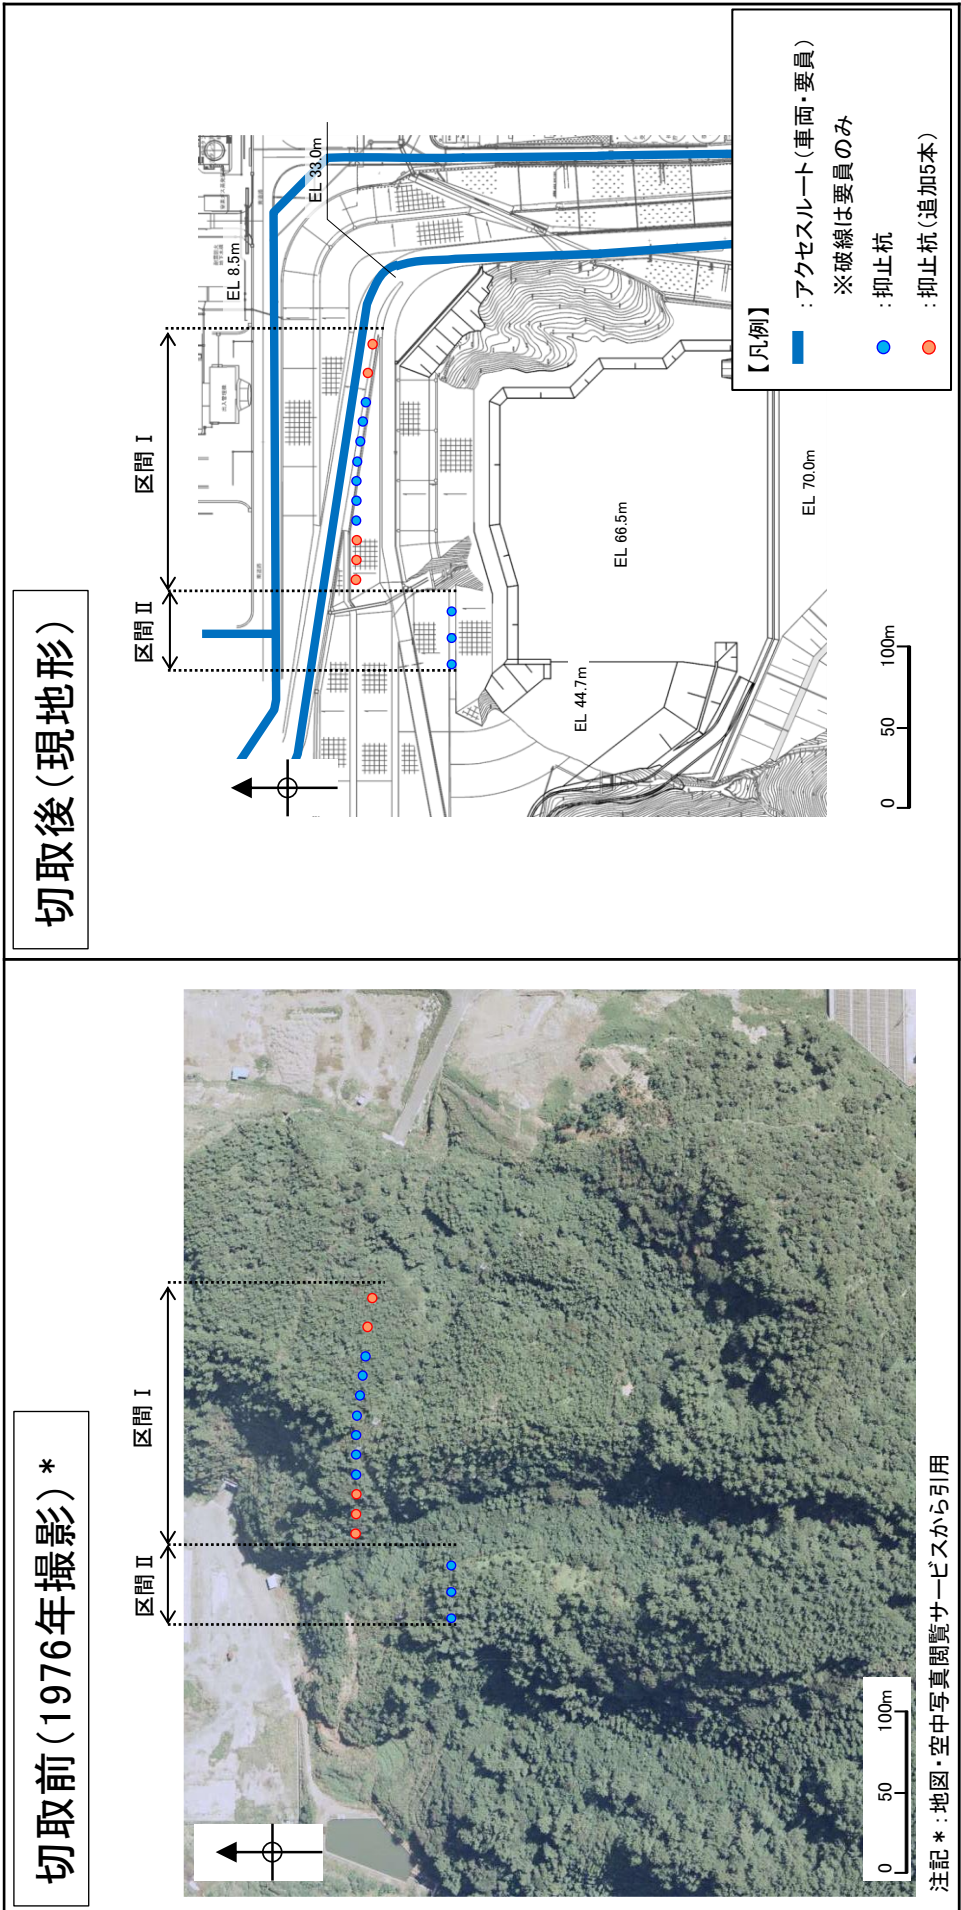 切取前（1976年撮影）*
区間Ⅱ
区間Ⅰ
0
50
100m
注記*：地図・空中写真閲覧サービスから引用
切取後（現地形）
区間Ⅱ
区間Ⅰ
EL 8.5m
EL 33.0m
EL 66.5m
EL 44.7m
EL 70.0m
0
50
100m
【凡例】
：アクセスルート（車両・要員）
※破線は要員のみ
：抑止杭
：抑止杭（追加5本）